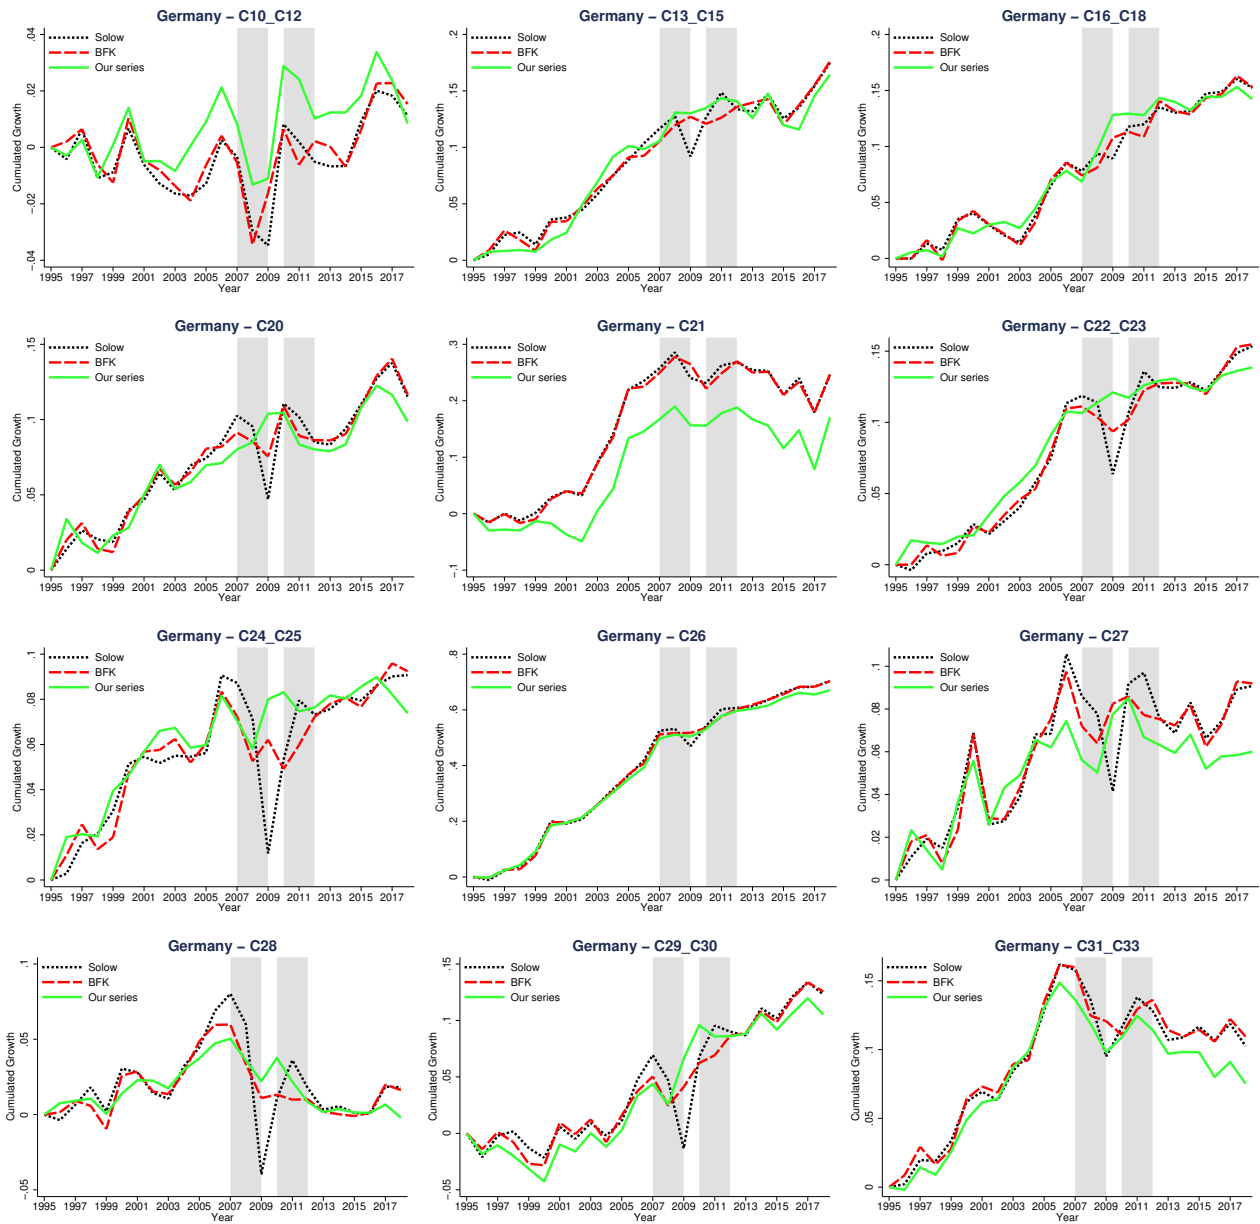 Germany − C10_C12
Solow
BFK
Our series
Cumulated Growth
−.04 −.02 0 .02 .04
1995 1997 1999 2001 2003 2005 2007 2009 2011 2013 2015 2017
Year
Germany − C13_C15
Solow
BFK
Our series
Cumulated Growth
0 .05 .1 .15 .2
1995 1997 1999 2001 2003 2005 2007 2009 2011 2013 2015 2017
Year
Germany − C16_C18
Solow
BFK
Our series
Cumulated Growth
0 .05 .1 .15 .2
1995 1997 1999 2001 2003 2005 2007 2009 2011 2013 2015 2017
Year
Germany − C20
Solow
BFK
Our series
Cumulated Growth
0 .05 .1 .15
1995 1997 1999 2001 2003 2005 2007 2009 2011 2013 2015 2017
Year
Germany − C21
Solow
BFK
Our series
Cumulated Growth
−.1 0 .1 .2 .3
1995 1997 1999 2001 2003 2005 2007 2009 2011 2013 2015 2017
Year
Germany − C22_C23
Solow
BFK
Our series
Cumulated Growth
0 .05 .1 .15
1995 1997 1999 2001 2003 2005 2007 2009 2011 2013 2015 2017
Year
Germany − C24_C25
Solow
BFK
Our series
Cumulated Growth
0 .02 .04 .06 .08 .1
1995 1997 1999 2001 2003 2005 2007 2009 2011 2013 2015 2017
Year
Germany − C26
Solow
BFK
Our series
Cumulated Growth
0 .2 .4 .6 .8
1995 1997 1999 2001 2003 2005 2007 2009 2011 2013 2015 2017
Year
Germany − C27
Solow
BFK
Our series
Cumulated Growth
0 .02 .04 .06 .08 .1
1995 1997 1999 2001 2003 2005 2007 2009 2011 2013 2015 2017
Year
Germany − C28
Solow
BFK
Our series
Cumulated Growth
−.05 0 .05 .1
1995 1997 1999 2001 2003 2005 2007 2009 2011 2013 2015 2017
Year
Germany − C29_C30
Solow
BFK
Our series
Cumulated Growth
−.05 0 .05 .1 .15
1995 1997 1999 2001 2003 2005 2007 2009 2011 2013 2015 2017
Year
Germany − C31_C33
Solow
BFK
Our series
Cumulated Growth
0 .05 .1 .15
1995 1997 1999 2001 2003 2005 2007 2009 2011 2013 2015 2017
Year